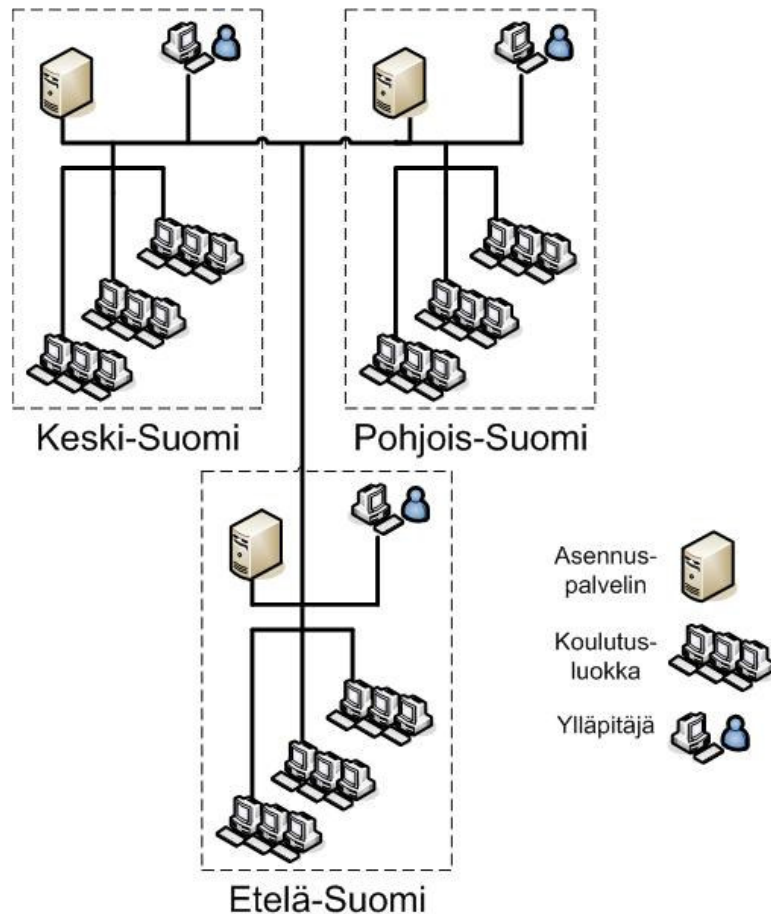 Keski-Suomi
Pohjois-Suomi
Etelä-Suomi
Asennus-
palvelin
Koulutus-
luokka
Ylläpitäjä